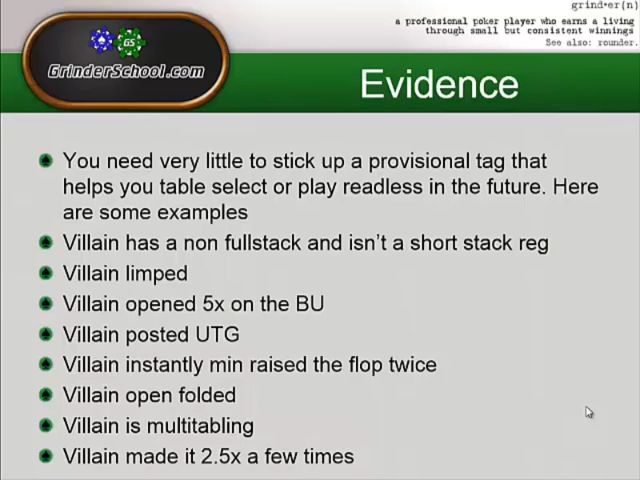 grind•er(n)
a professional poker player who earns a living
through small but consistent winnings
See also: rounder.
GS
GrinderSchool.com
Evidence
You need very little to stick up a provisional tag that
helps you table select or play readless in the future. Here
are some examples
Villain has a non fullstack and isn't a short stack reg
Villain limped
Villain opened 5x on the BU
Villain posted UTG
Villain instantly min raised the flop twice
Villain open folded
Villain is multitabling
Villain made it 2.5x a few times